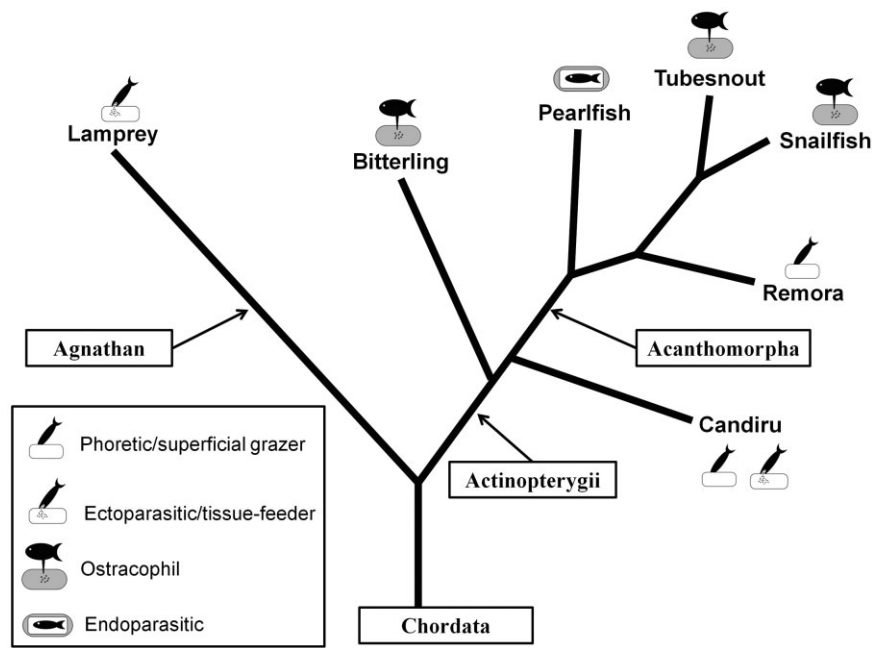 Tubesnout
Pearlfish
Snailfish
Lamprey
Bitterling
Remora
Agnathan
Acanthomorpha
Candiru
Actinopterygii
Phoretic/superficial grazer
Ectoparasitic/tissue-feeder
Ostracophil
Endoparasitic
Chordata